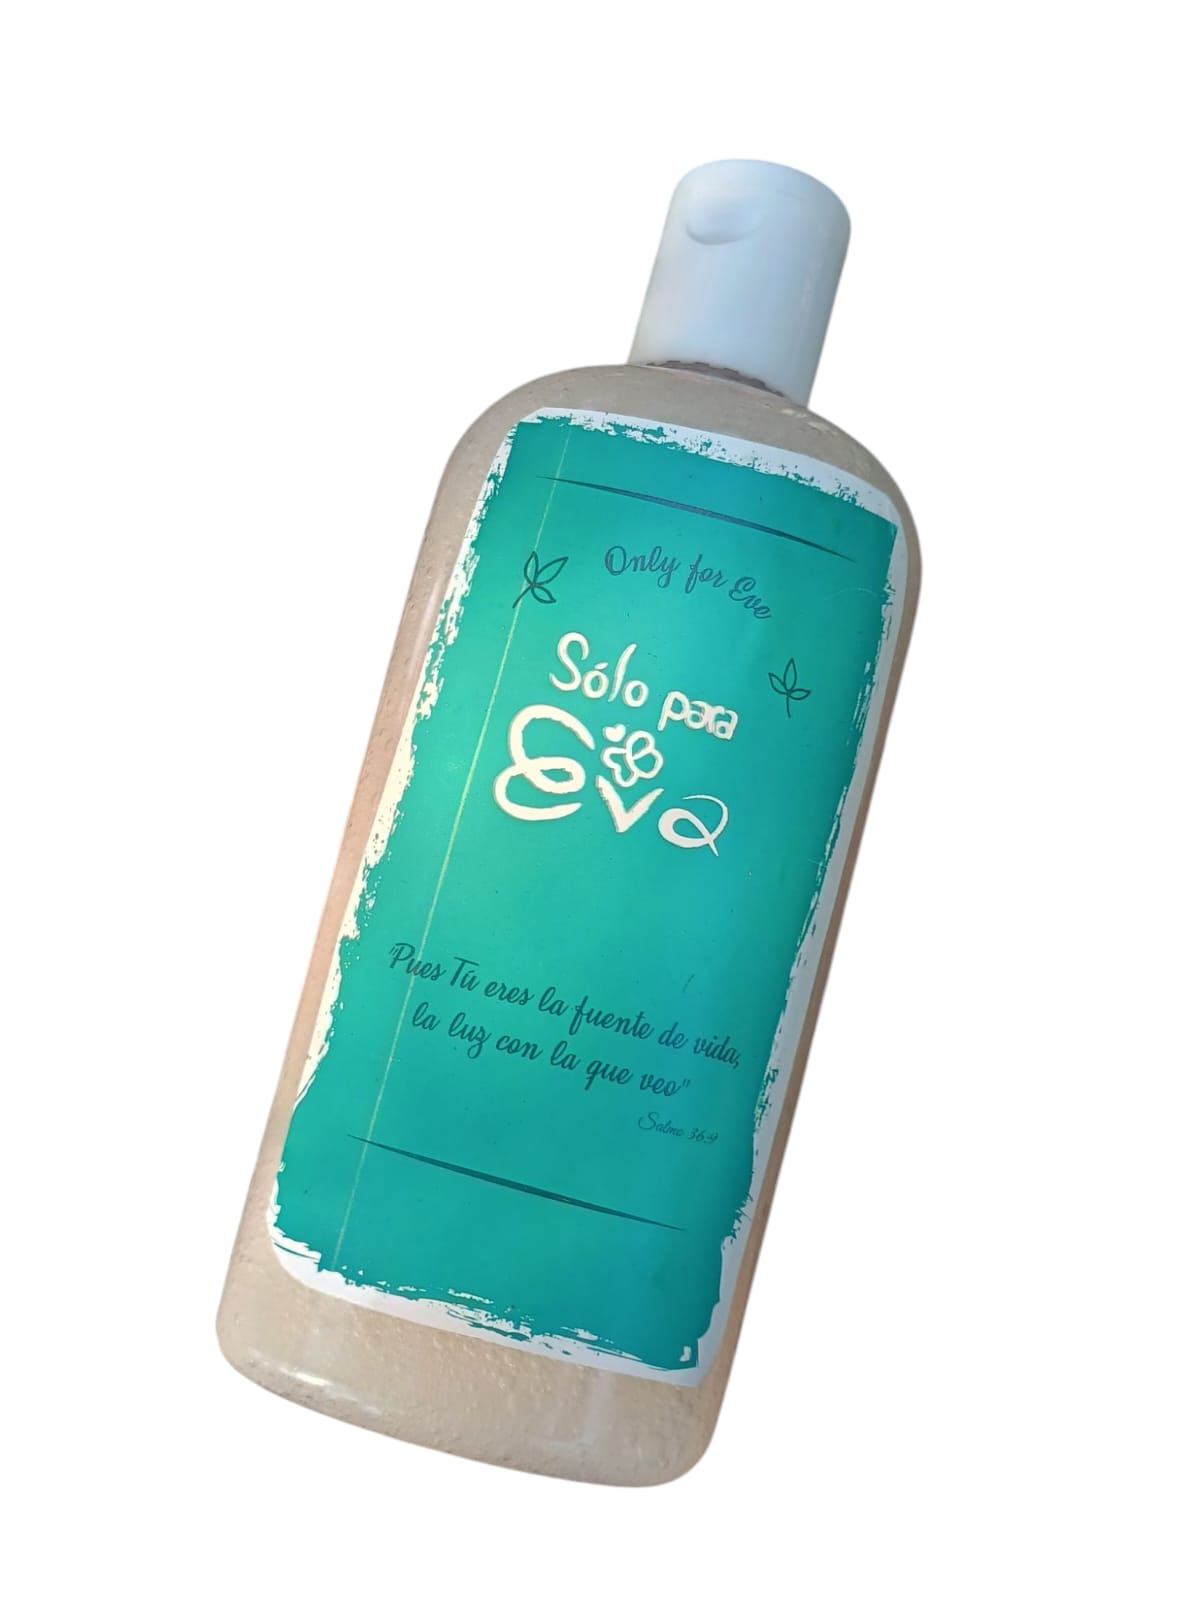 Only for Eve
Sólo para
Eva
"Pues Tú eres la fuente de vida,
la luz con la que veo"
Salmo 36:9